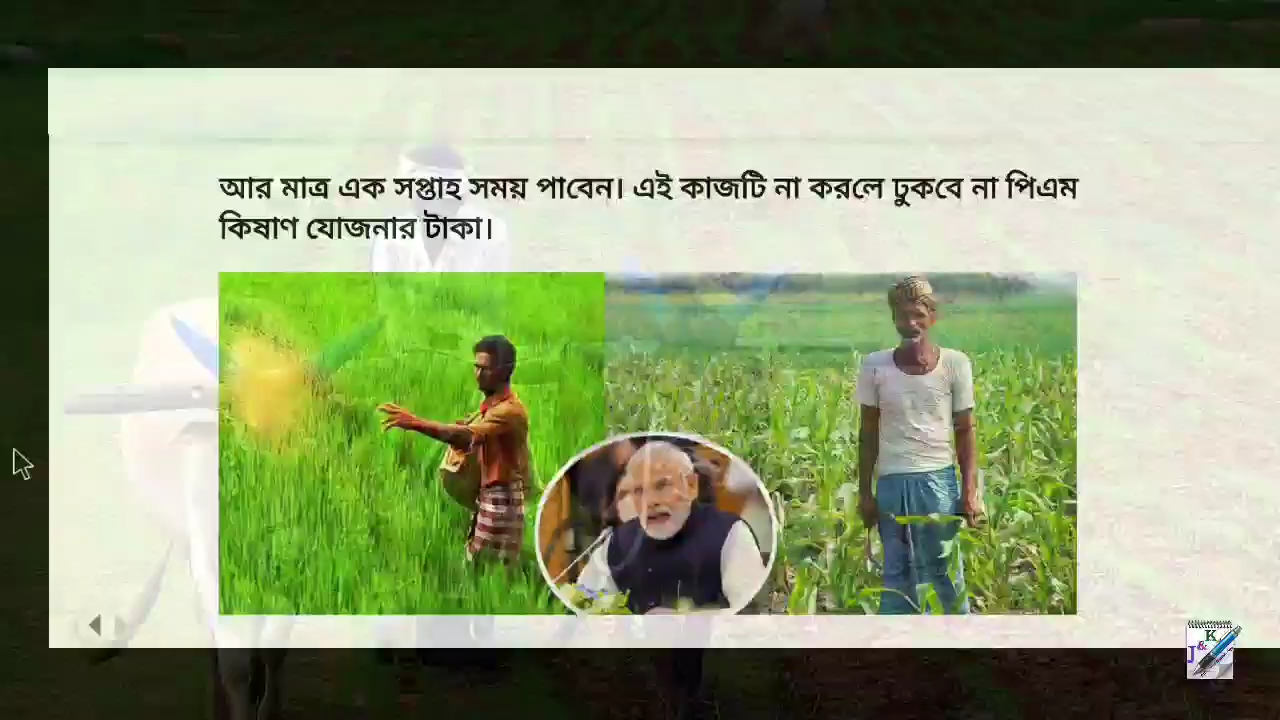 আর মাত্র এক সপ্তাহ সময় পাবেন। এই কাজটি না করলে ঢুকবে না পিএম
কিষাণ যোজনার টাকা।
J & K